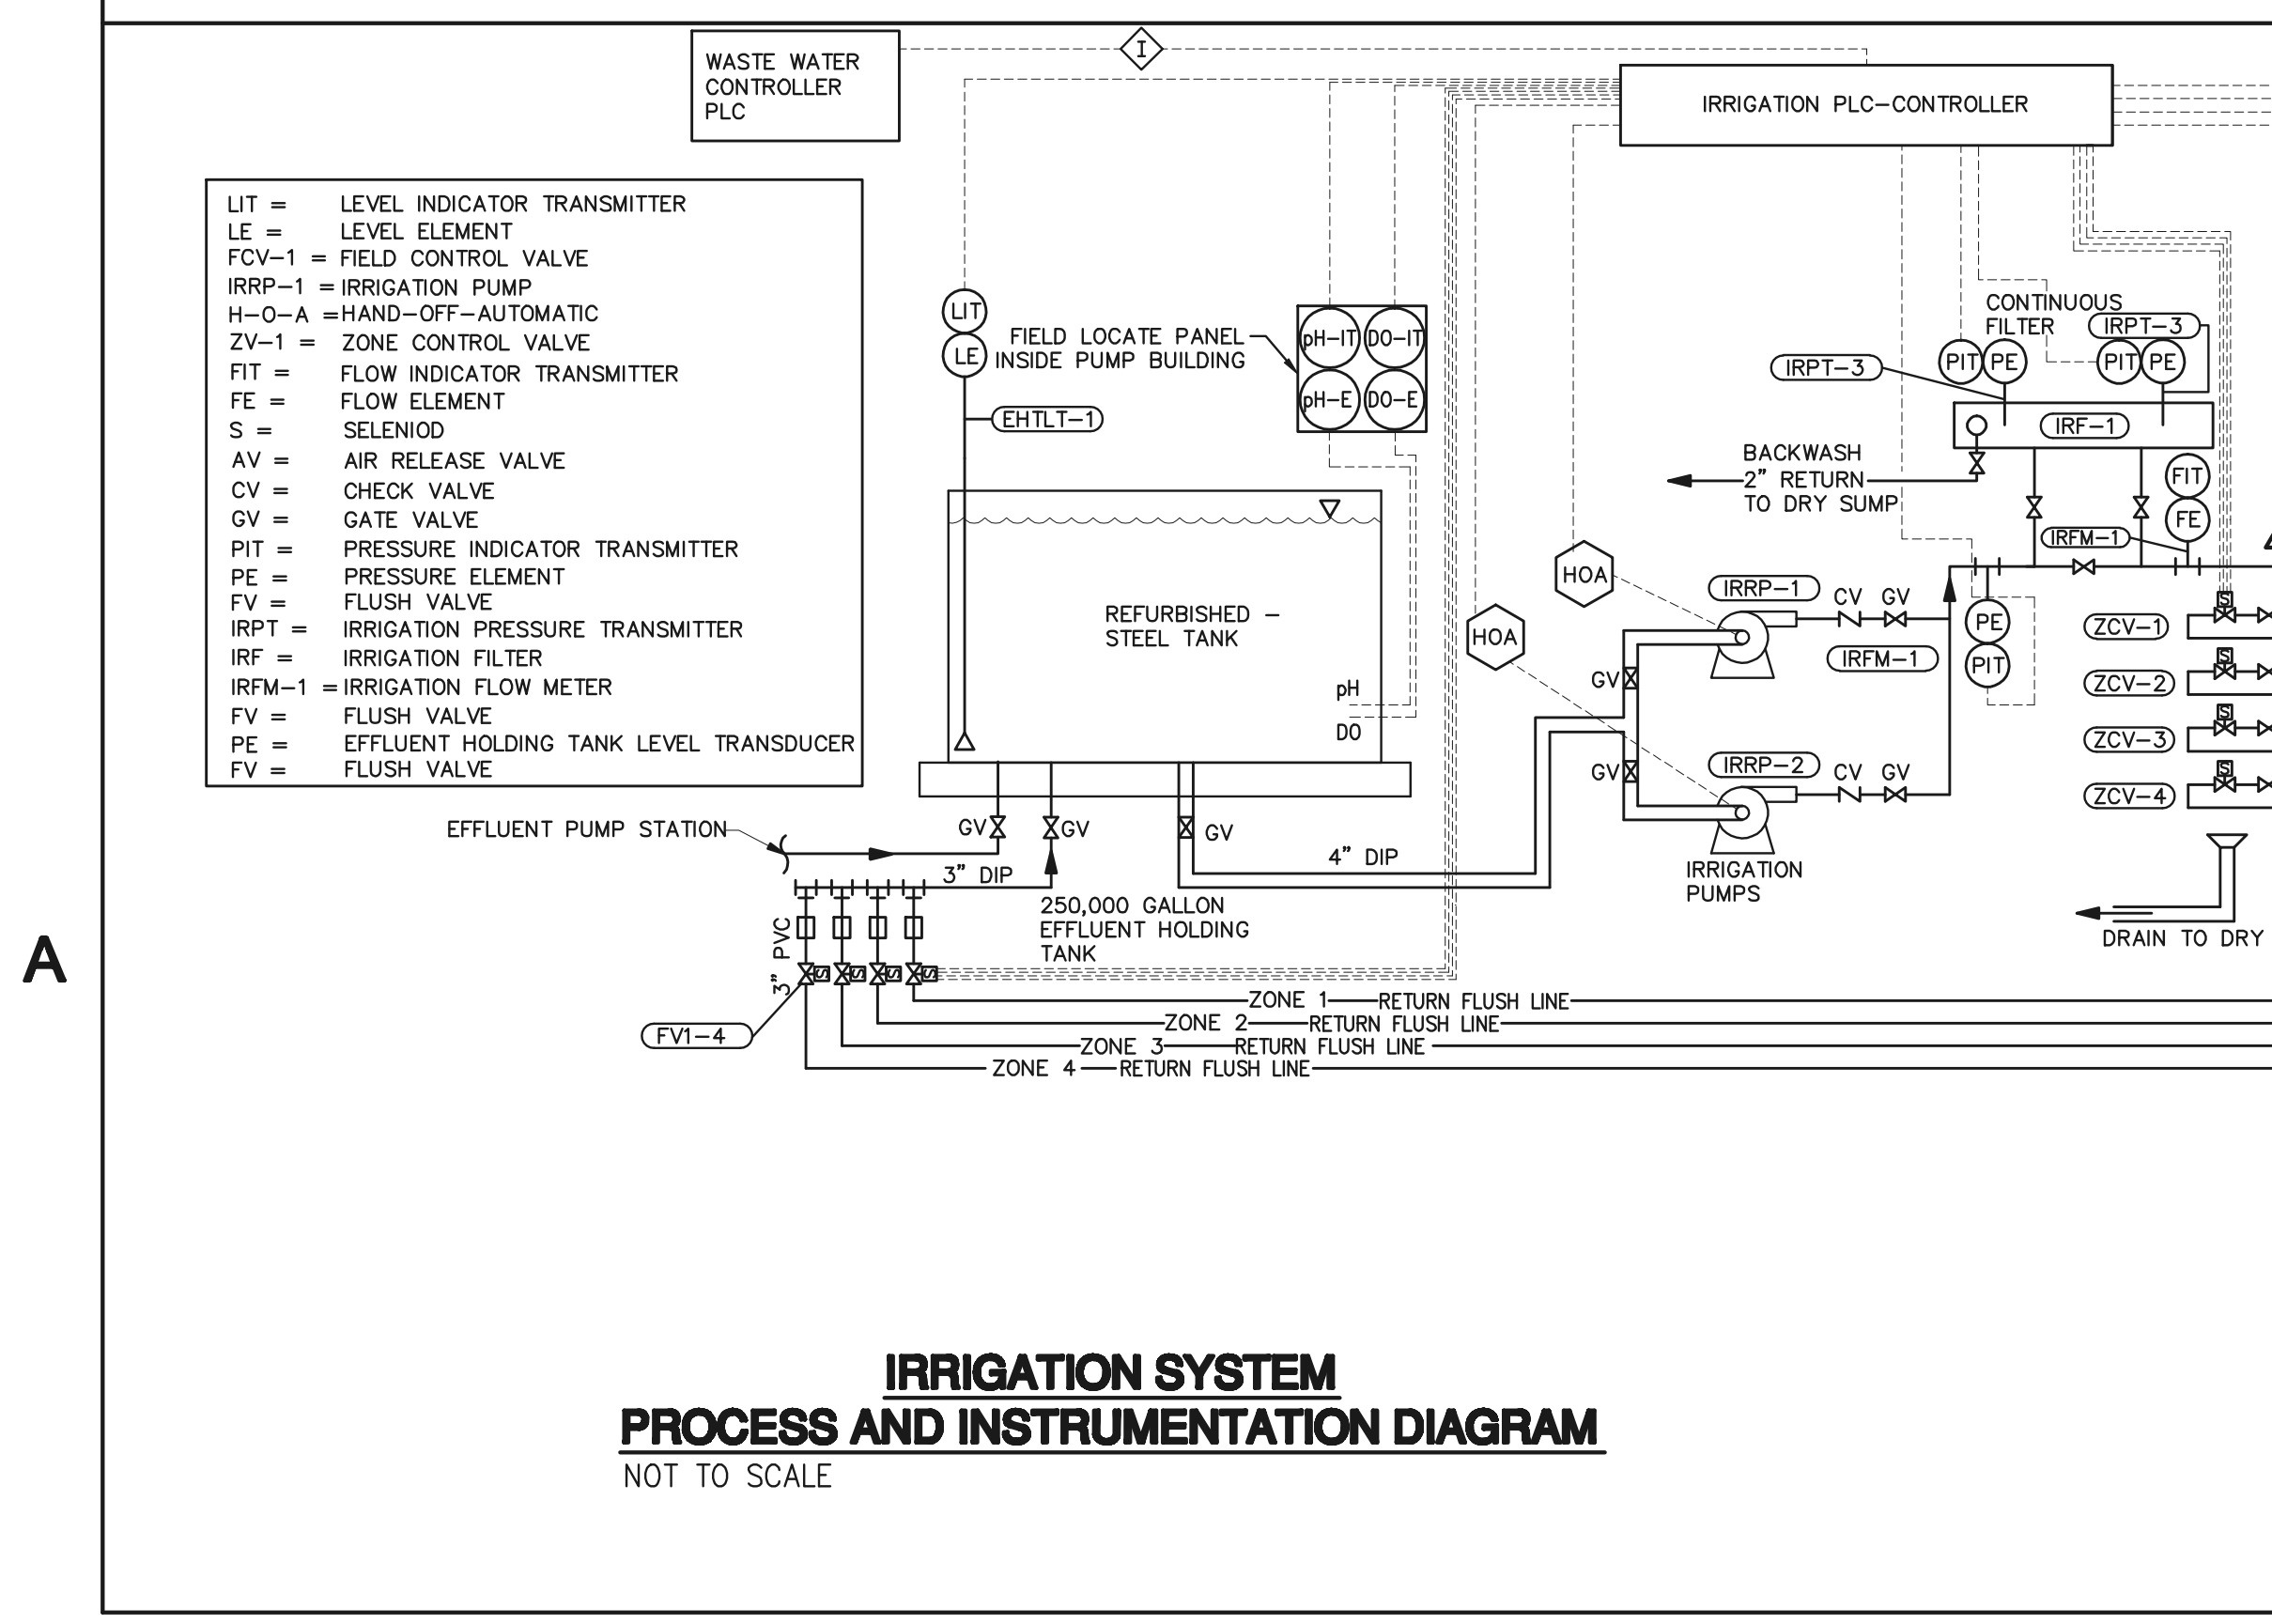 WASTE WATER
CONTROLLER
PLC
I
IRRIGATION PLC-CONTROLLER
LIT = LEVEL INDICATOR TRANSMITTER
LE = LEVEL ELEMENT
FCV-1 = FIELD CONTROL VALVE
IRRP-1 = IRRIGATION PUMP
H-O-A = HAND-OFF-AUTOMATIC
ZV-1 = ZONE CONTROL VALVE
FIT = FLOW INDICATOR TRANSMITTER
FE = FLOW ELEMENT
S = SELENIOD
AV = AIR RELEASE VALVE
CV = CHECK VALVE
GV = GATE VALVE
PIT = PRESSURE INDICATOR TRANSMITTER
PE = PRESSURE ELEMENT
FV = FLUSH VALVE
IRPT = IRRIGATION PRESSURE TRANSMITTER
IRF = IRRIGATION FILTER
IRFM-1 = IRRIGATION FLOW METER
FV = FLUSH VALVE
PE = EFFLUENT HOLDING TANK LEVEL TRANSDUCER
FV = FLUSH VALVE
LIT
LE
EHTLT-1
FIELD LOCATE PANEL
INSIDE PUMP BUILDING
pH-IT DO-IT
pH-E DO-E
CONTINUOUS
FILTER
IRPT-3
IRPT-3
PIT PE
PIT PE
IRF-1
BACKWASH
2" RETURN
TO DRY SUMP
FIT
FE
IRFM-1
REFURBISHED -
STEEL TANK
pH
DO
HOA
HOA
IRRP-1
CV GV
IRFM-1
GV
PE
PIT
GV
IRRP-2
CV GV
IRRIGATION
PUMPS
S
ZCV-1
S
ZCV-2
S
ZCV-3
S
ZCV-4
DRAIN TO DRY
EFFLUENT PUMP STATION
GV
GV
GV
3" DIP
4" DIP
250,000 GALLON
EFFLUENT HOLDING
TANK
3" PVC
S S S S
FV1-4
ZONE 1 RETURN FLUSH LINE
ZONE 2 RETURN FLUSH LINE
ZONE 3 RETURN FLUSH LINE
ZONE 4 RETURN FLUSH LINE
A
IRRIGATION SYSTEM
PROCESS AND INSTRUMENTATION DIAGRAM
NOT TO SCALE